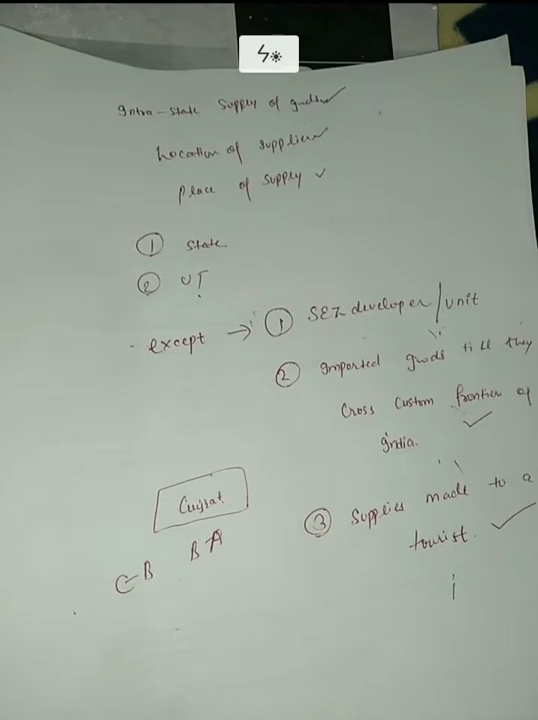 Intra-State Supply of goods
Location of supplier
place of supply
① State
② UT
except → ① SEZ developer/unit
② Imported goods till they
Cross Custom frontier of
India.
③ Supplies made to a
tourist.
Gujrat
B A
C B